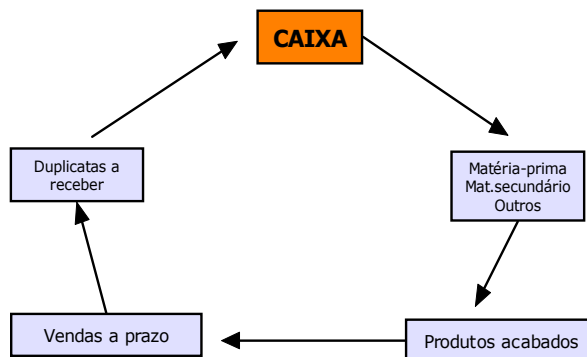 CAIXA
Duplicatas a
receber
Matéria-prima
Mat.secundário
Outros
Vendas a prazo
Produtos acabados